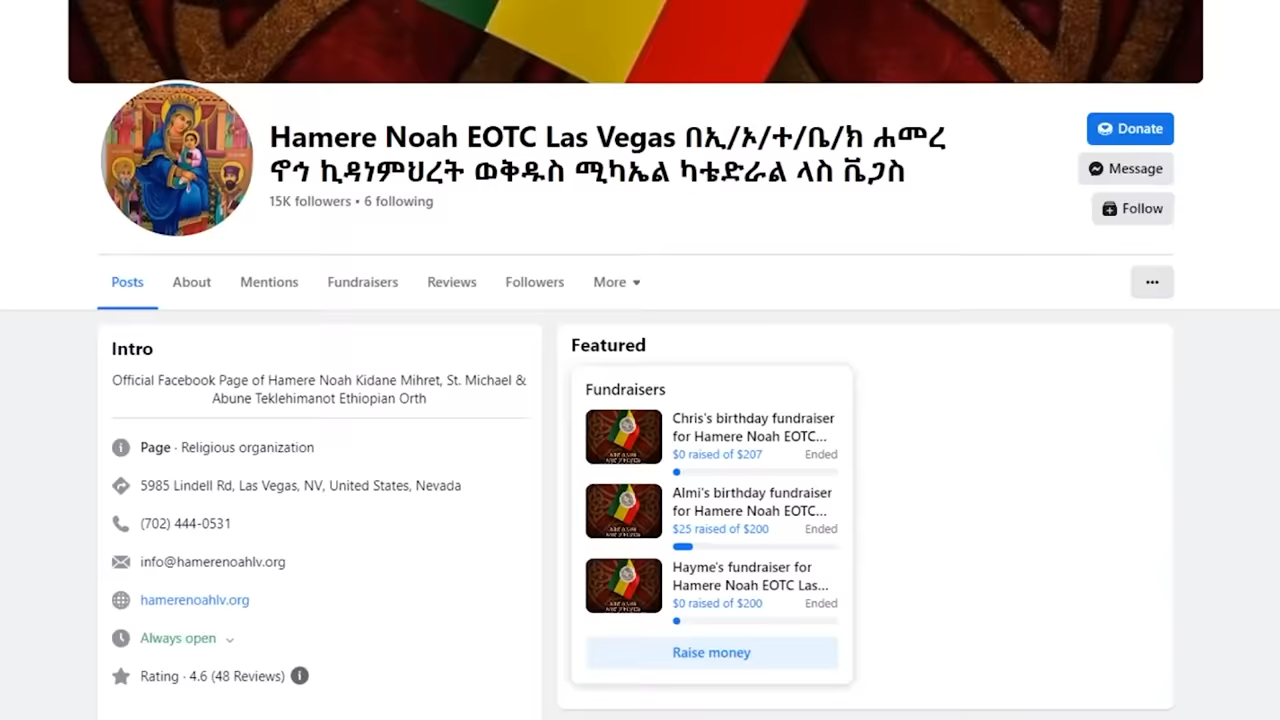 Hamere Noah EOTC Las Vegas በኢ/ኦ/ተ/ቤ/ክ ሐመረ
ኖኅ ኪዳነምህረት ወቅዱስ ሚካኤል ካቴድራል ላስ ቬጋስ
15K followers • 6 following
Donate
Message
Follow
Posts About Mentions Fundraisers Reviews Followers More
Intro
Official Facebook Page of Hamere Noah Kidane Mihret, St. Michael &
Abune Teklehimanot Ethiopian Orth
Page · Religious organization
5985 Lindell Rd, Las Vegas, NV, United States, Nevada
(702) 444-0531
info@hamerenoahlv.org
hamerenoahlv.org
Always open
Rating · 4.6 (48 Reviews)
Featured
Fundraisers
Chris's birthday fundraiser
for Hamere Noah EOTC...
$0 raised of $207 Ended
Almi's birthday fundraiser
for Hamere Noah EOTC...
$25 raised of $200 Ended
Hayme's fundraiser for
Hamere Noah EOTC Las...
$0 raised of $200 Ended
Raise money